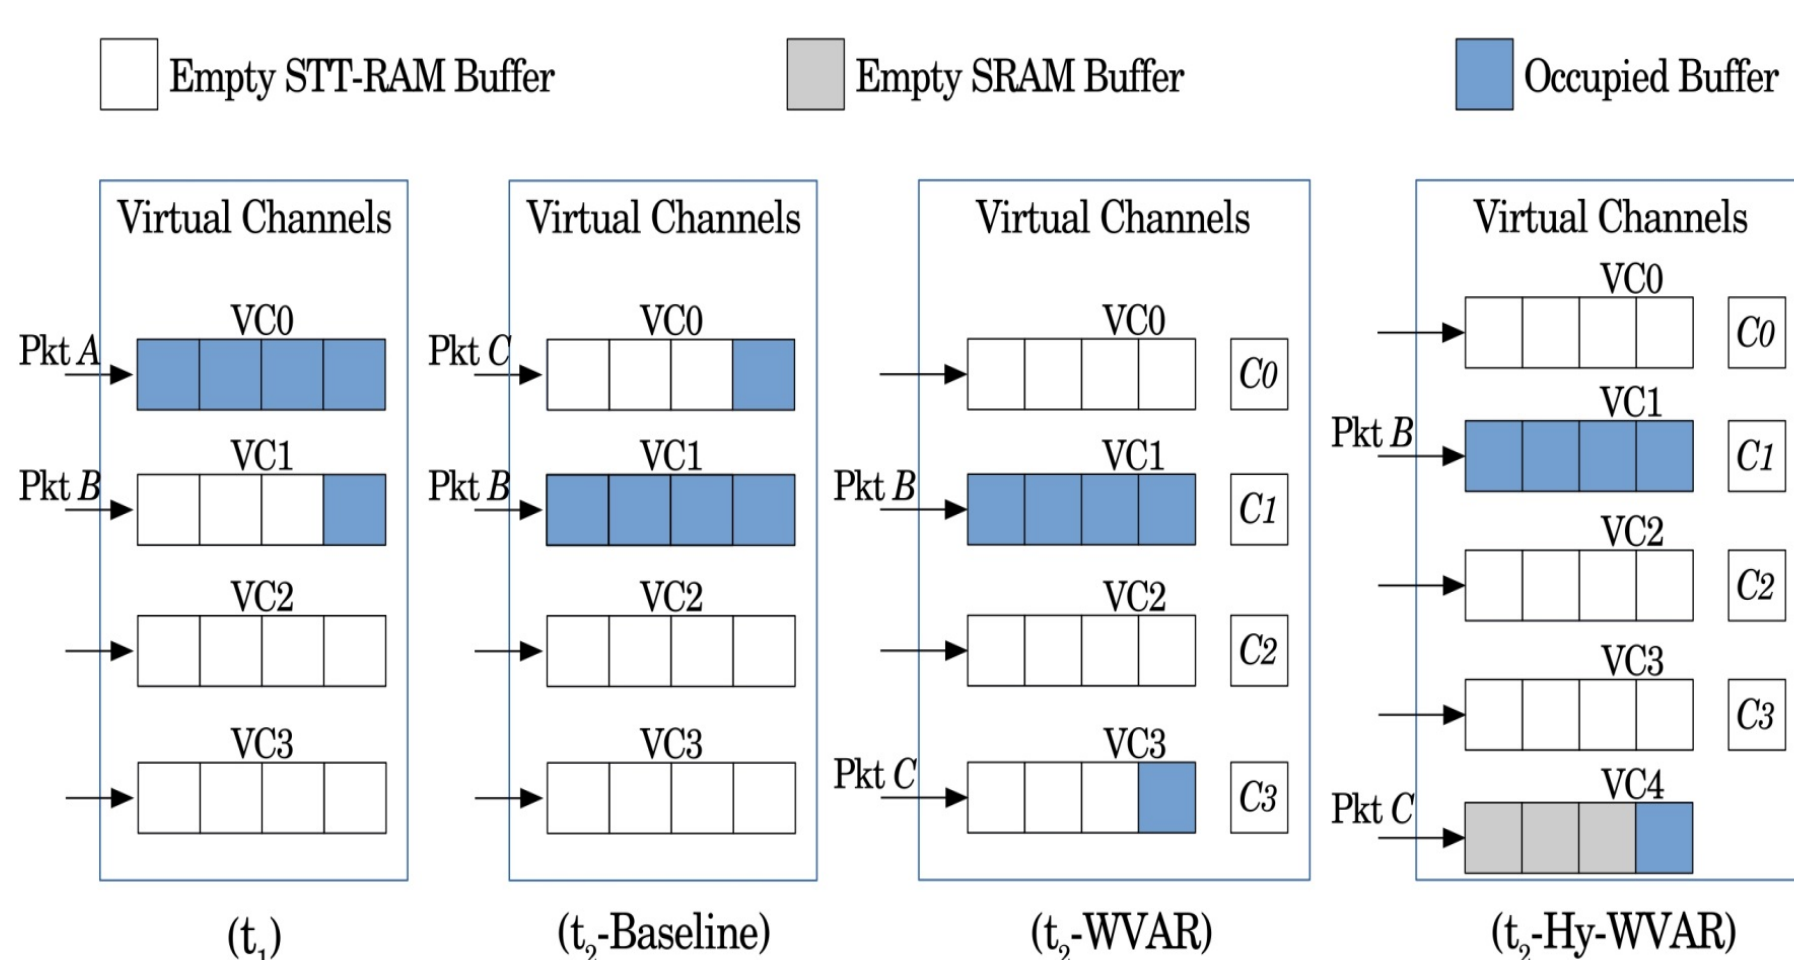 Empty STT-RAM Buffer
Empty SRAM Buffer
Occupied Buffer
Virtual Channels
VC0
Pkt A
VC1
Pkt B
VC2
VC3
(t1)
Virtual Channels
VC0
Pkt C
VC1
Pkt B
VC2
VC3
(t2-Baseline)
Virtual Channels
VC0
C0
VC1
Pkt B
C1
VC2
C2
VC3
Pkt C
C3
(t2-WVAR)
Virtual Channels
VC0
C0
VC1
Pkt B
C1
VC2
C2
VC3
C3
VC4
Pkt C
(t2-Hy-WVAR)